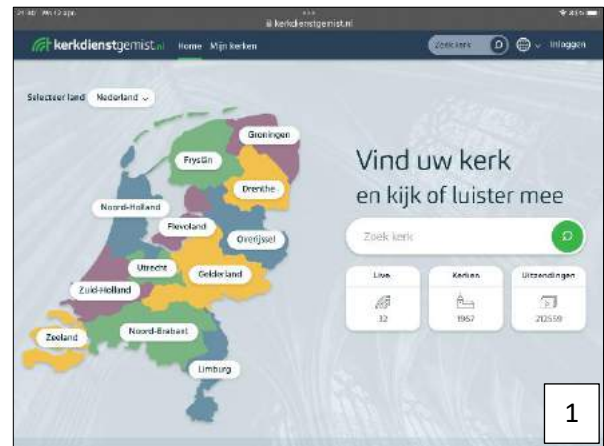 kerkdienstgemist.nl
kerkdienstgemist.nl Home Mijn kerken Zoek kerk Inloggen
Selecteer land Nederland
Groningen
Fryslân
Drenthe
Noord-Holland
Flevoland
Overijssel
Utrecht
Gelderland
Zuid-Holland
Noord-Brabant
Zeeland
Limburg
Vind uw kerk
en kijk of luister mee
Zoek kerk
Live Kerken Uitzendingen
32 1967 212559
1